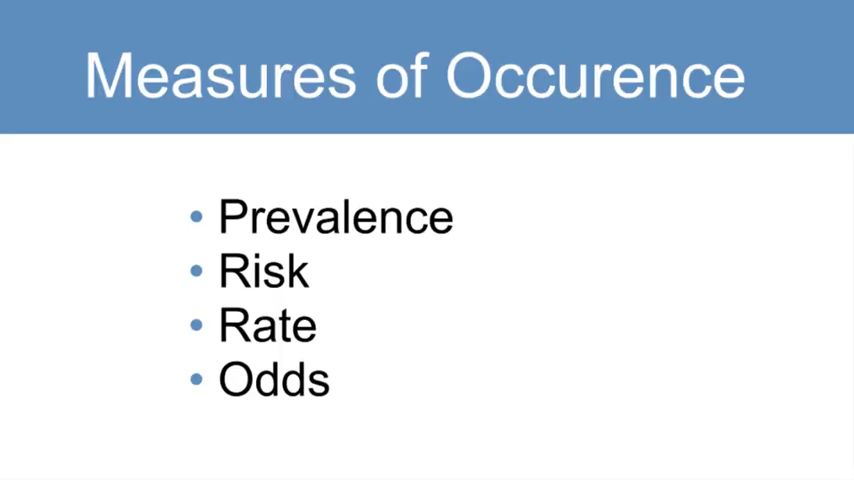 Measures of Occurence
• Prevalence
• Risk
• Rate
• Odds